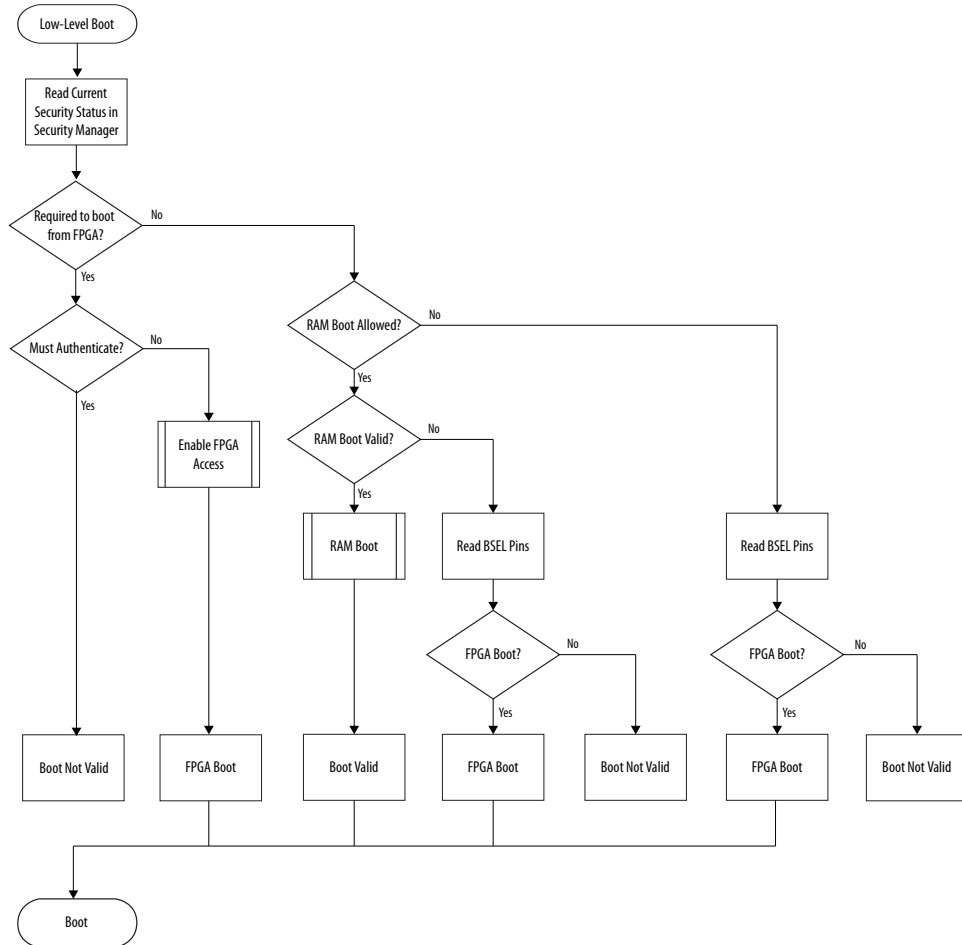 Low-Level Boot
Read Current
Security Status in
Security Manager
Required to boot
from FPGA?
No
Yes
Must Authenticate?
No
Yes
RAM Boot Allowed?
No
Yes
Enable FPGA
Access
RAM Boot Valid?
No
Yes
RAM Boot
Read BSEL Pins
Read BSEL Pins
FPGA Boot?
No
Yes
FPGA Boot?
No
Yes
Boot Not Valid
FPGA Boot
Boot Valid
FPGA Boot
Boot Not Valid
FPGA Boot
Boot Not Valid
Boot